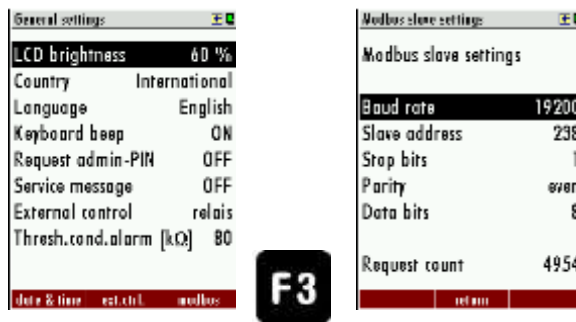 General settings
LCD brightness 60 %
Country International
Language English
Keyboard beep ON
Request admin-PIN OFF
Service message OFF
External control relais
Thresh.cond.alarm [kΩ] 80
date & time ext.ctrl. modbus
F3
Modbus slave settings
Modbus slave settings
Baud rate 19200
Slave address 238
Stop bits 1
Parity even
Data bits 8
Request count 4954
return